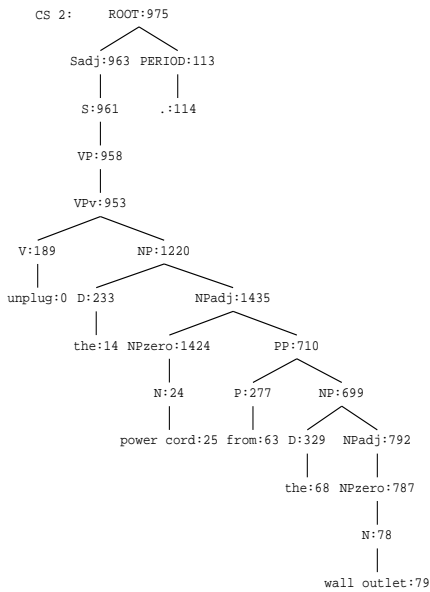 CS 2: ROOT:975
Sadj:963 PERIOD:113
S:961 .:114
VP:958
VPv:953
V:189 NP:1220
unplug:0 D:233 NPadj:1435
the:14 NPzero:1424 PP:710
N:24 P:277 NP:699
power cord:25 from:63 D:329 NPadj:792
the:68 NPzero:787
N:78
wall outlet:79